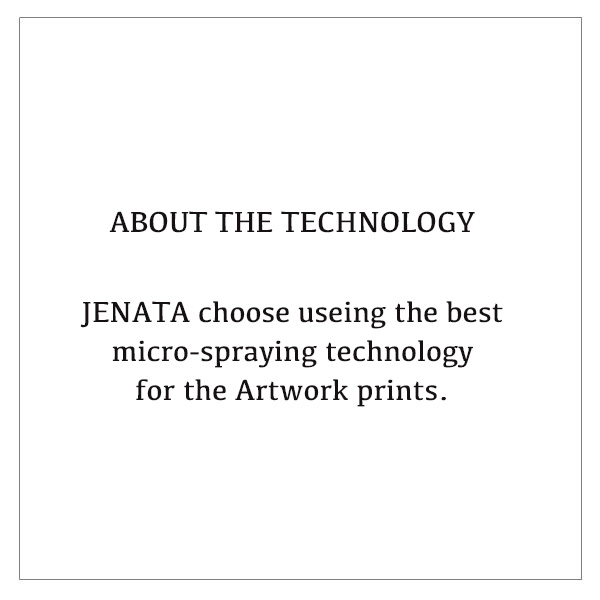 ABOUT THE TECHNOLOGY
JENATA choose useing the best
micro-spraying technology
for the Artwork prints.